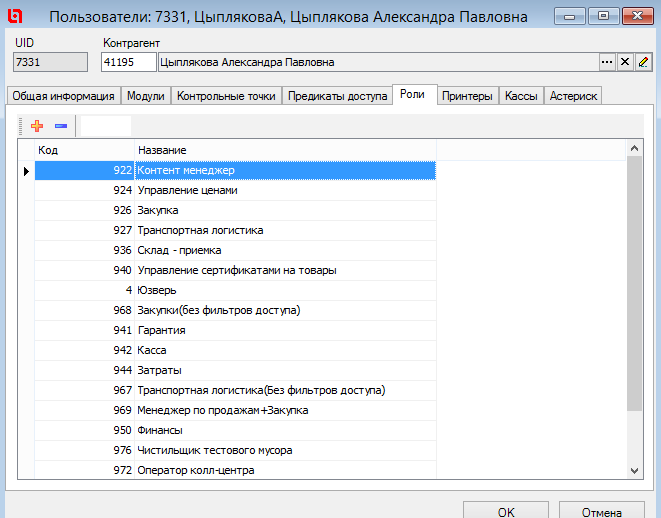 Пользователи: 7331, ЦыпляковаА, Цыплякова Александра Павловна
UID Контрагент
7331 41195 Цыплякова Александра Павловна
Общая информация Модули Контрольные точки Предикаты доступа Роли Принтеры Кассы Астериск
Код Название
922 Контент менеджер
924 Управление ценами
926 Закупка
927 Транспортная логистика
936 Склад - приемка
940 Управление сертификатами на товары
4 Юзверь
968 Закупки(без фильтров доступа)
941 Гарантия
942 Касса
944 Затраты
967 Транспортная логистика(Без фильтров доступа)
969 Менеджер по продажам+Закупка
950 Финансы
976 Чистильщик тестового мусора
972 Оператор колл-центра
OK Отмена